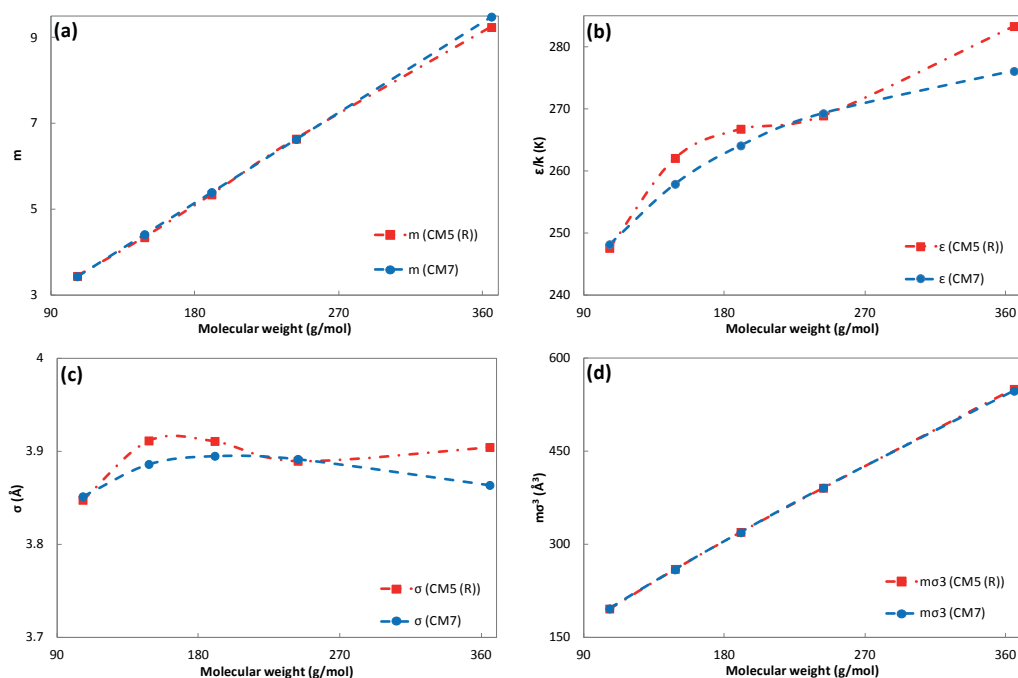 (a)
9
7
5
3
m
90
180
270
360
Molecular weight (g/mol)
m (CM5 (R))
m (CM7)
(b)
280
270
260
250
240
ε/k (K)
90
180
270
360
Molecular weight (g/mol)
ε (CM5 (R))
ε (CM7)
(c)
4
3.9
3.8
3.7
σ (Å)
90
180
270
360
Molecular weight (g/mol)
σ (CM5 (R))
σ (CM7)
(d)
600
450
300
150
mσ³ (Å³)
90
180
270
360
Molecular weight (g/mol)
mσ3 (CM5 (R))
mσ3 (CM7)